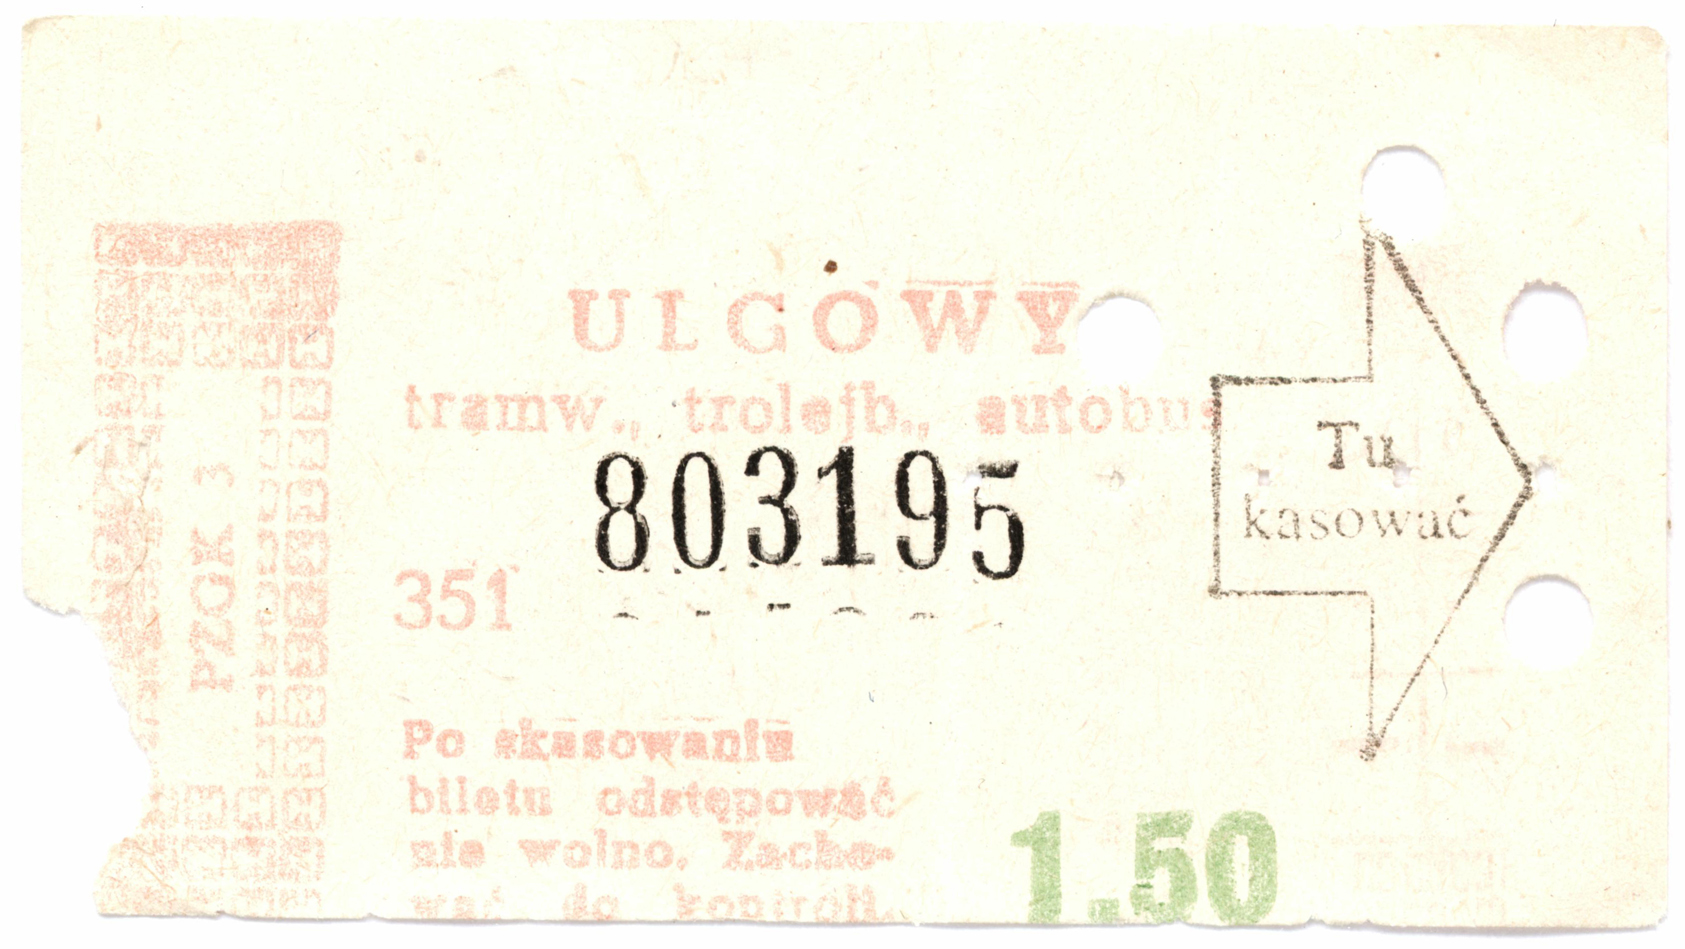 ULGOWY
tramw., trolejb., autobus
803195
351
PZGK 3
Tu
kasować
Po skasowaniu
biletu odstępować
nie wolno. Zacho-
wać do kontroli.
1.50